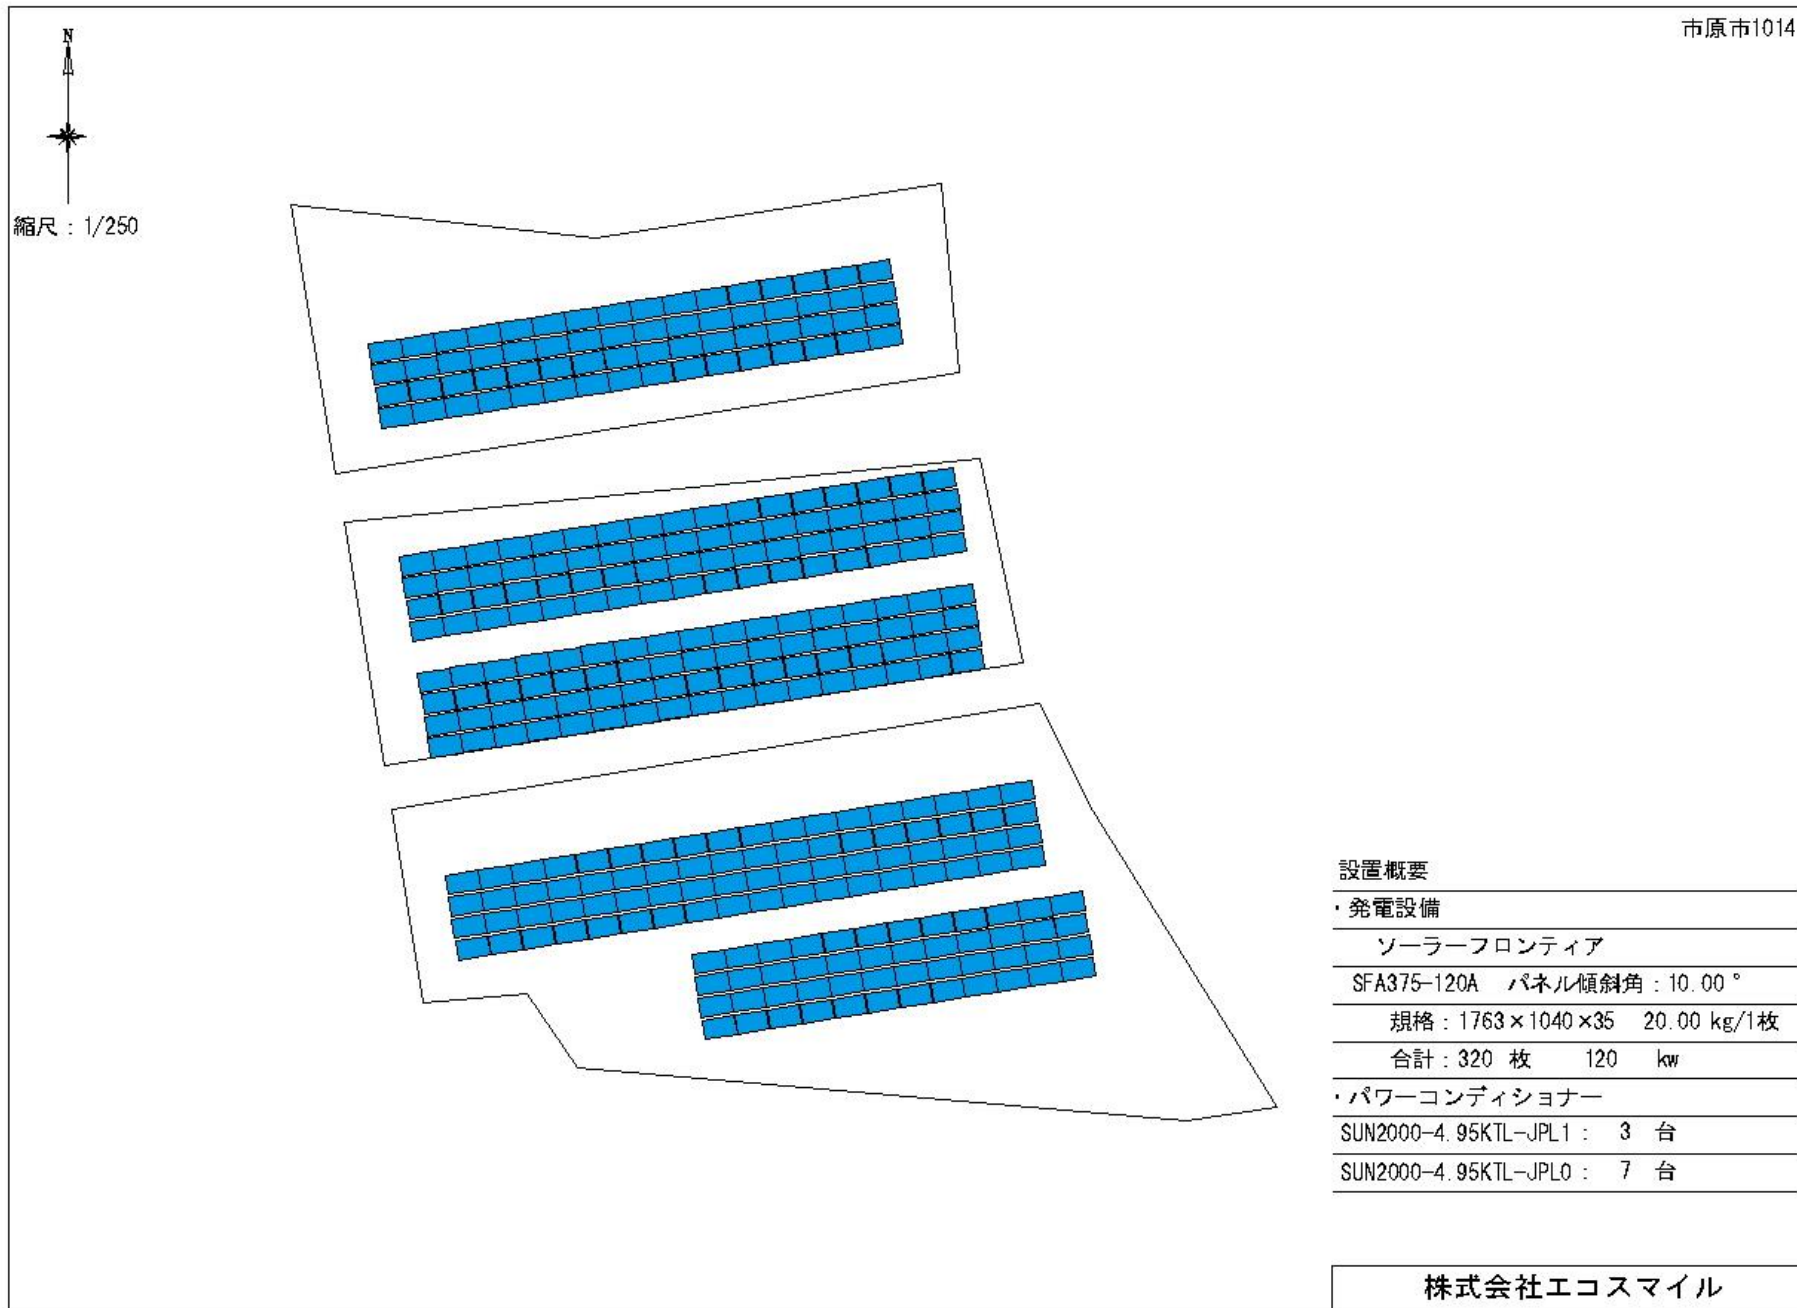 市原市1014
N
縮尺：1/250
設置概要
・発電設備
ソーラーフロンティア
SFA375-120A パネル傾斜角：10.00°
規格：1763×1040×35 20.00 kg/1枚
合計：320 枚 120 kw
・パワーコンディショナー
SUN2000-4.95KTL-JPL1： 3 台
SUN2000-4.95KTL-JPL0： 7 台
株式会社エコスマイル